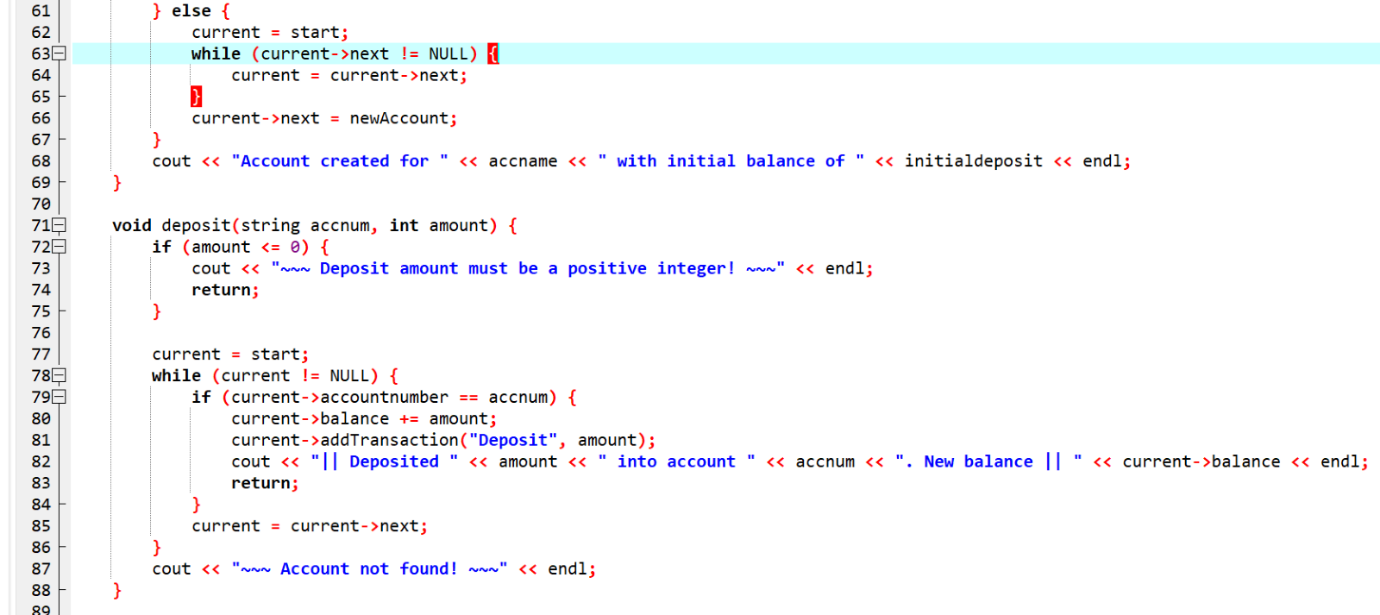 61 } else {
62 current = start;
63 while (current->next != NULL) {
64 current = current->next;
65 }
66 current->next = newAccount;
67 }
68 cout << "Account created for " << accname << " with initial balance of " << initialdeposit << endl;
69 }
70
71 void deposit(string accnum, int amount) {
72 if (amount <= 0) {
73 cout << "~~~ Deposit amount must be a positive integer! ~~~" << endl;
74 return;
75 }
76
77 current = start;
78 while (current != NULL) {
79 if (current->accountnumber == accnum) {
80 current->balance += amount;
81 current->addTransaction("Deposit", amount);
82 cout << "|| Deposited " << amount << " into account " << accnum << ". New balance || " << current->balance << endl;
83 return;
84 }
85 current = current->next;
86 }
87 cout << "~~~ Account not found! ~~~" << endl;
88 }
89